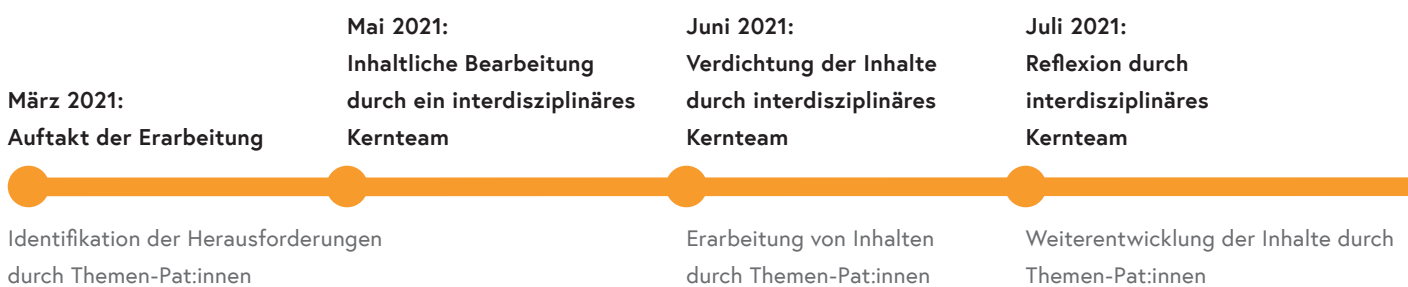 März 2021:
Auftakt der Erarbeitung
Mai 2021:
Inhaltliche Bearbeitung
durch ein interdisziplinäres
Kernteam
Juni 2021:
Verdichtung der Inhalte
durch interdisziplinäres
Kernteam
Juli 2021:
Reflexion durch
interdisziplinäres
Kernteam
Identifikation der Herausforderungen
durch Themen-Pat:innen
Erarbeitung von Inhalten
durch Themen-Pat:innen
Weiterentwicklung der Inhalte durch
Themen-Pat:innen